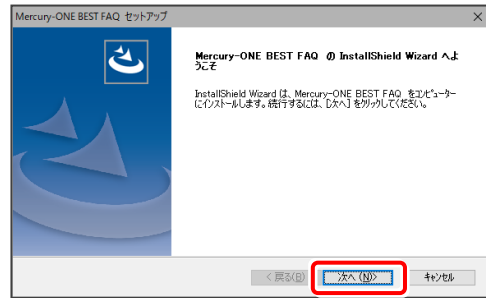 Mercury-ONE BEST FAQ セットアップ
Mercury-ONE BEST FAQ の InstallShield Wizard へよ
うこそ
InstallShield Wizard は、Mercury-ONE BEST FAQ をコンピューター
にインストールします。続行するには、[次へ] をクリックしてください。
< 戻る(B)
次へ(N)>
キャンセル